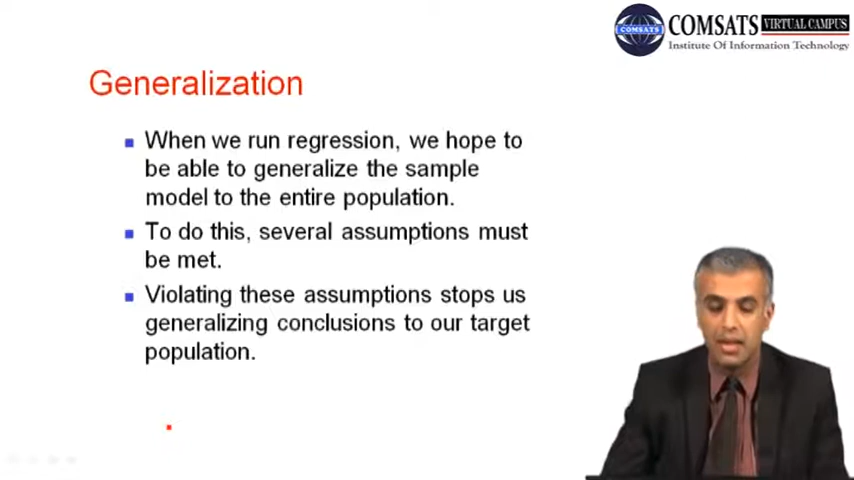 COMSATS VIRTUAL CAMPUS
COMSATS
Institute Of Information Technology
Generalization
When we run regression, we hope to
be able to generalize the sample
model to the entire population.
To do this, several assumptions must
be met.
Violating these assumptions stops us
generalizing conclusions to our target
population.